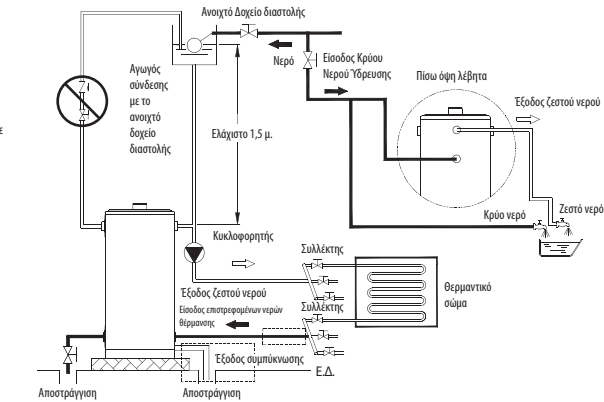 Ανοιχτό Δοχείο διαστολής
Νερό
Είσοδος Κρύου
Νερού Ύδρευσης
Πίσω όψη λέβητα
Έξοδος ζεστού νερού
Αγωγός
σύνδεσης
με το
ανοιχτό
δοχείο
διαστολής
ε
Ελάχιστο 1,5 μ.
Κρύο νερό
Ζεστό νερό
Κυκλοφορητής
Συλλέκτης
Έξοδος ζεστού νερού
Είσοδος επιστρεφομένων νερών
θέρμανσης
Συλλέκτης
Θερμαντικό
σώμα
Έξοδος συμπύκνωσης
Ε.Δ.
Αποστράγγιση
Αποστράγγιση